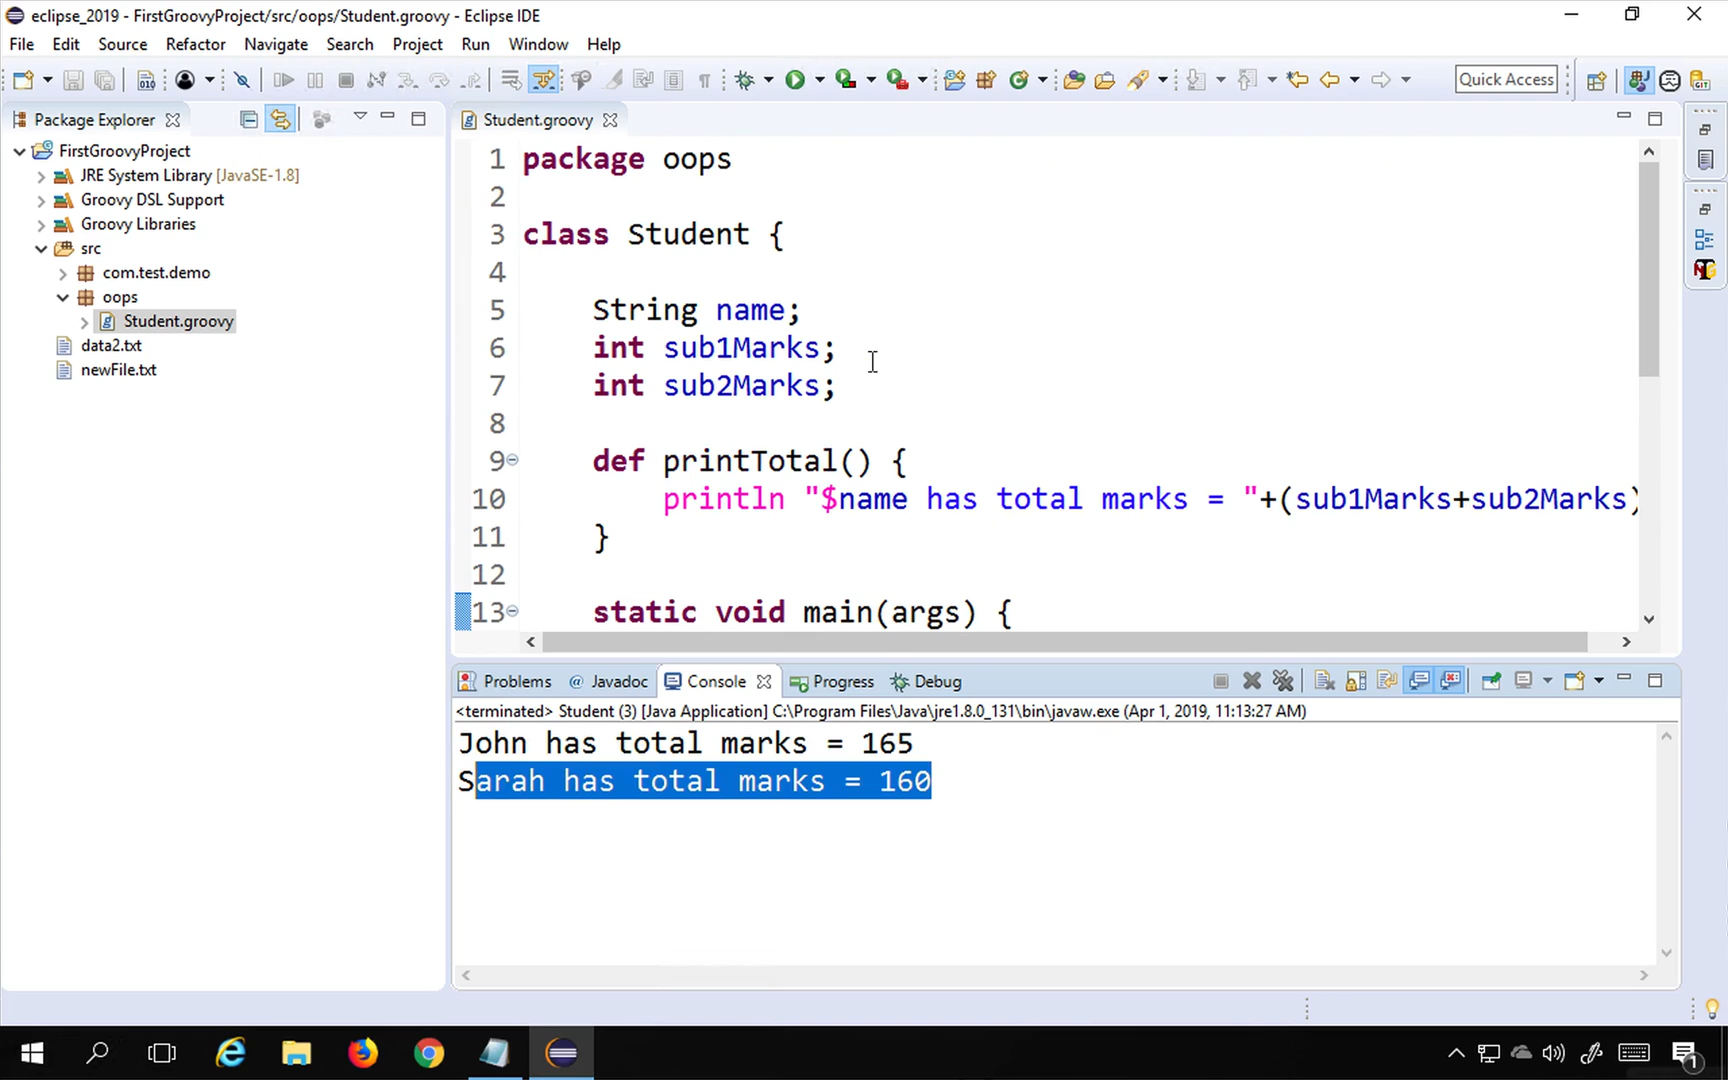 eclipse_2019 - FirstGroovyProject/src/oops/Student.groovy - Eclipse IDE
File Edit Source Refactor Navigate Search Project Run Window Help
Quick Access
Package Explorer
FirstGroovyProject
JRE System Library [JavaSE-1.8]
Groovy DSL Support
Groovy Libraries
src
com.test.demo
oops
Student.groovy
data2.txt
newFile.txt
Student.groovy
1 package oops
2
3 class Student {
4
5 String name;
6 int sub1Marks;
7 int sub2Marks;
8
9 def printTotal() {
10 println "$name has total marks = "+(sub1Marks+sub2Marks)
11 }
12
13 static void main(args) {
Problems @ Javadoc Console Progress Debug
<terminated> Student (3) [Java Application] C:\Program Files\Java\jre1.8.0_131\bin\javaw.exe (Apr 1, 2019, 11:13:27 AM)
John has total marks = 165
Sarah has total marks = 160
1